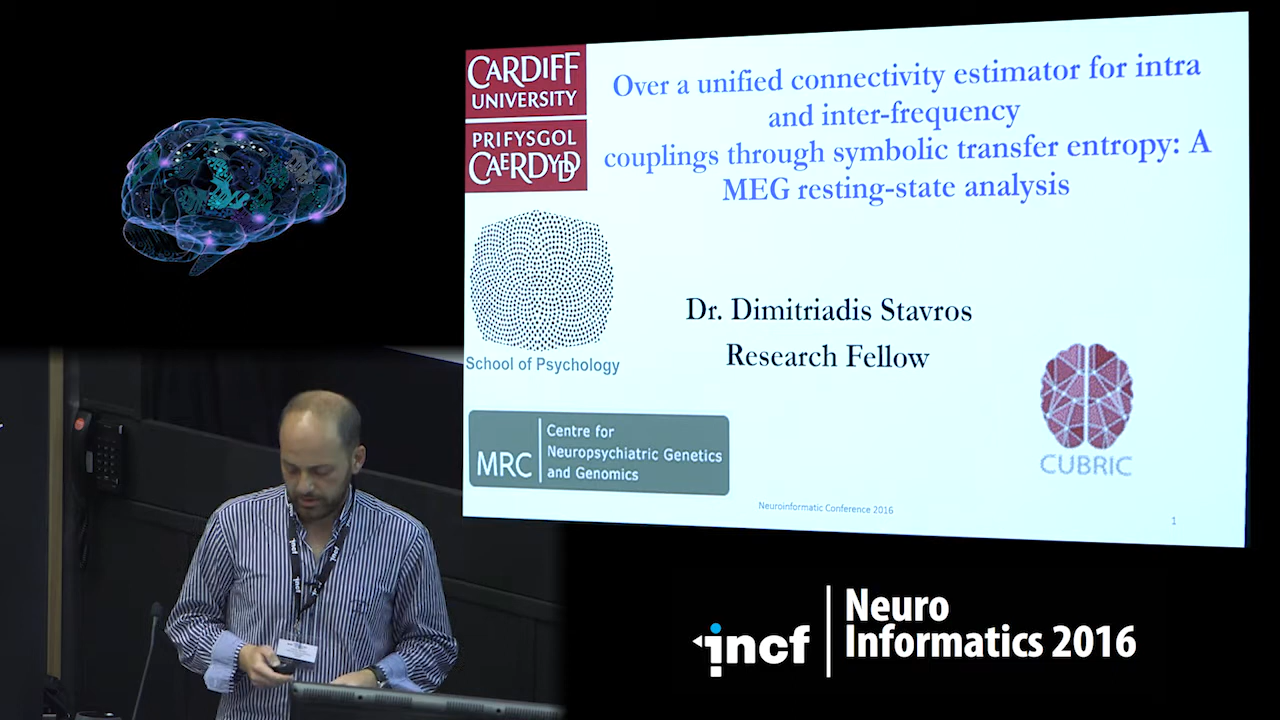 CARDIFF
UNIVERSITY
PRIFYSGOL
CAERDYDD
Over a unified connectivity estimator for intra
and inter-frequency
couplings through symbolic transfer entropy: A
MEG resting-state analysis
School of Psychology
Dr. Dimitriadis Stavros
Research Fellow
MRC
Centre for
Neuropsychiatric Genetics
and Genomics
CUBRIC
Neuroinformatic Conference 2016
1
incf
Neuro
Informatics 2016